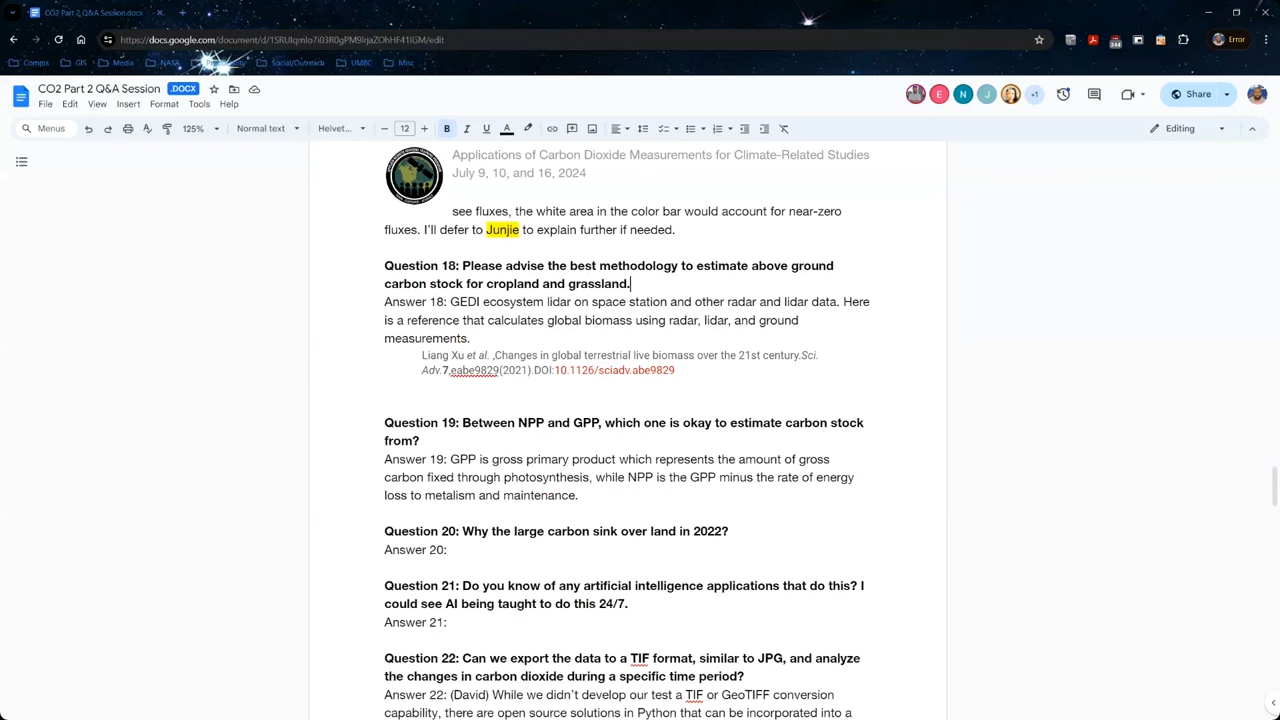 CO2 Part 2 Q&A Session.docx
https://docs.google.com/document/d/1SRUIqmIo7i03R0gPM9IrjaZOhHF41IGM/edit
344
Error
Comps
GIS
Media
NASA
Social/Outreach
UMBC
Misc
CO2 Part 2 Q&A Session
.DOCX
E
N
J
+1
Share
File Edit View Insert Format Tools Help
Menus
125%
Normal text
Helvet...
12
B I U A
Editing
Applications of Carbon Dioxide Measurements for Climate-Related Studies
July 9, 10, and 16, 2024
see fluxes, the white area in the color bar would account for near-zero
fluxes. I’ll defer to Junjie to explain further if needed.
Question 18: Please advise the best methodology to estimate above ground
carbon stock for cropland and grassland.
Answer 18: GEDI ecosystem lidar on space station and other radar and lidar data. Here
is a reference that calculates global biomass using radar, lidar, and ground
measurements.
Liang Xu et al. ,Changes in global terrestrial live biomass over the 21st century.Sci.
Adv.7,eabe9829(2021).DOI:10.1126/sciadv.abe9829
Question 19: Between NPP and GPP, which one is okay to estimate carbon stock
from?
Answer 19: GPP is gross primary product which represents the amount of gross
carbon fixed through photosynthesis, while NPP is the GPP minus the rate of energy
loss to metalism and maintenance.
Question 20: Why the large carbon sink over land in 2022?
Answer 20:
Question 21: Do you know of any artificial intelligence applications that do this? I
could see AI being taught to do this 24/7.
Answer 21:
Question 22: Can we export the data to a TIF format, similar to JPG, and analyze
the changes in carbon dioxide during a specific time period?
Answer 22: (David) While we didn’t develop our test a TIF or GeoTIFF conversion
capability, there are open source solutions in Python that can be incorporated into a